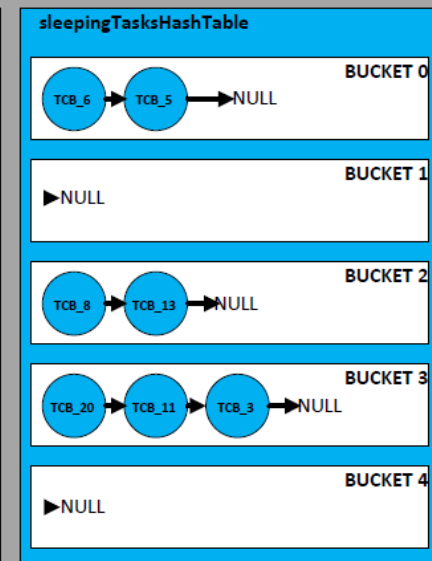 sleepingTasksHashTable
BUCKET 0
TCB_6 TCB_5 NULL
BUCKET 1
NULL
BUCKET 2
TCB_8 TCB_13 NULL
BUCKET 3
TCB_20 TCB_11 TCB_3 NULL
BUCKET 4
NULL